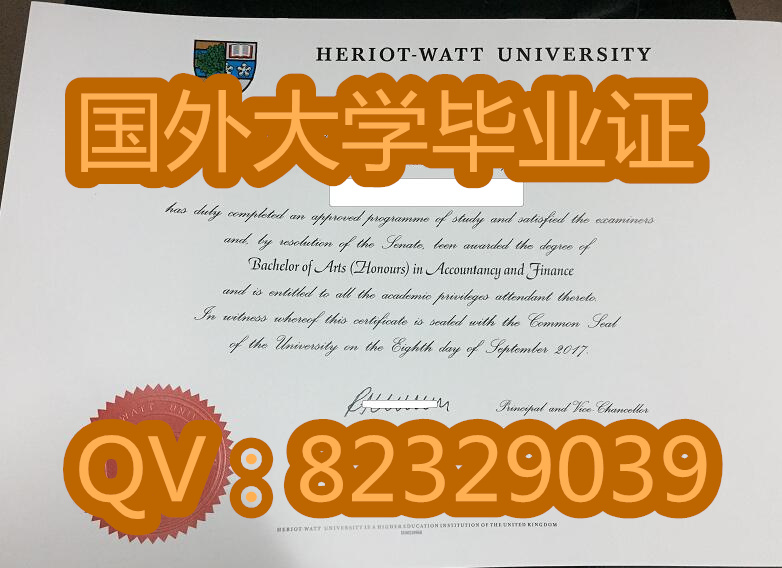 HERIOT-WATT UNIVERSITY
国外大学毕业证
has duly completed an approved programme of study and satisfied the examiners
and, by resolution of the Senate, been awarded the degree of
Bachelor of Arts (Honours) in Accountancy and Finance
and is entitled to all the academic privileges attendant thereto.
In witness whereof this certificate is sealed with the Common Seal
of the University on the Eighth day of September 2017.
Principal and Vice-Chancellor
WATT UNIV
QV:82329039
HERIOT-WATT UNIVERSITY IS A HIGHER EDUCATION INSTITUTION OF THE UNITED KINGDOM